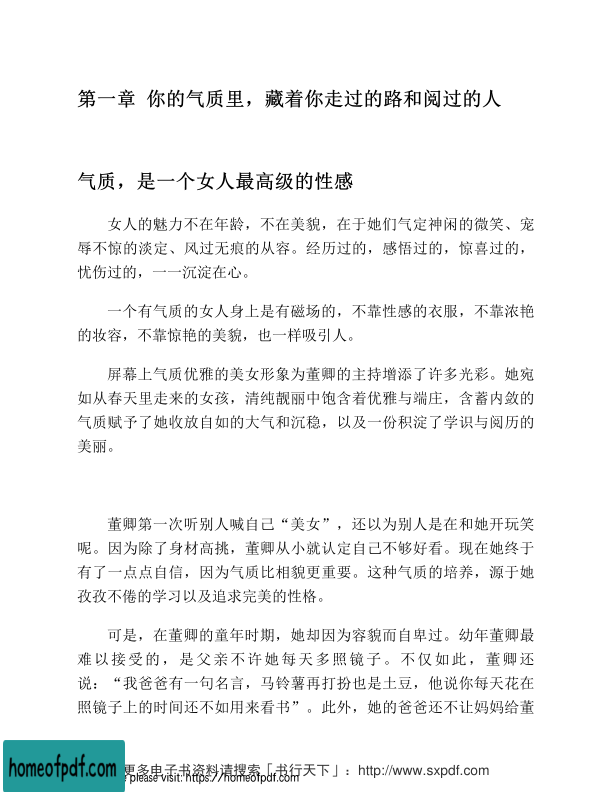 第一章 你的气质里，藏着你走过的路和阅过的人
气质，是一个女人最高级的性感
女人的魅力不在年龄，不在美貌，在于她们气定神闲的微笑、宠
辱不惊的淡定、风过无痕的从容。经历过的，感悟过的，惊喜过的，
忧伤过的，一一沉淀在心。
一个有气质的女人身上是有磁场的，不靠性感的衣服，不靠浓艳
的妆容，不靠惊艳的美貌，也一样吸引人。
屏幕上气质优雅的美女形象为董卿的主持增添了许多光彩。她宛
如从春天里走来的女孩，清纯靓丽中饱含着优雅与端庄，含蓄内敛的
气质赋予了她收放自如的大气和沉稳，以及一份积淀了学识与阅历的
美丽。
董卿第一次听别人喊自己“美女”，还以为别人是在和她开玩笑
呢。因为除了身材高挑，董卿从小就认定自己不够好看。现在她终于
有了一点点自信，因为气质比相貌更重要。这种气质的培养，源于她
孜孜不倦的学习以及追求完美的性格。
可是，在董卿的童年时期，她却因为容貌而自卑过。幼年董卿最
难以接受的，是父亲不许她每天多照镜子。不仅如此，董卿还
说：“我爸爸有一句名言，马铃薯再打扮也是土豆，他说你每天花在
照镜子上的时间还不如用来看书”。此外，她的爸爸还不让妈妈给董
更多电子书资料请搜索「书行天下」：http://www.sxpdf.com
please visit: https://homeofpdf.com
homeofpdf.com